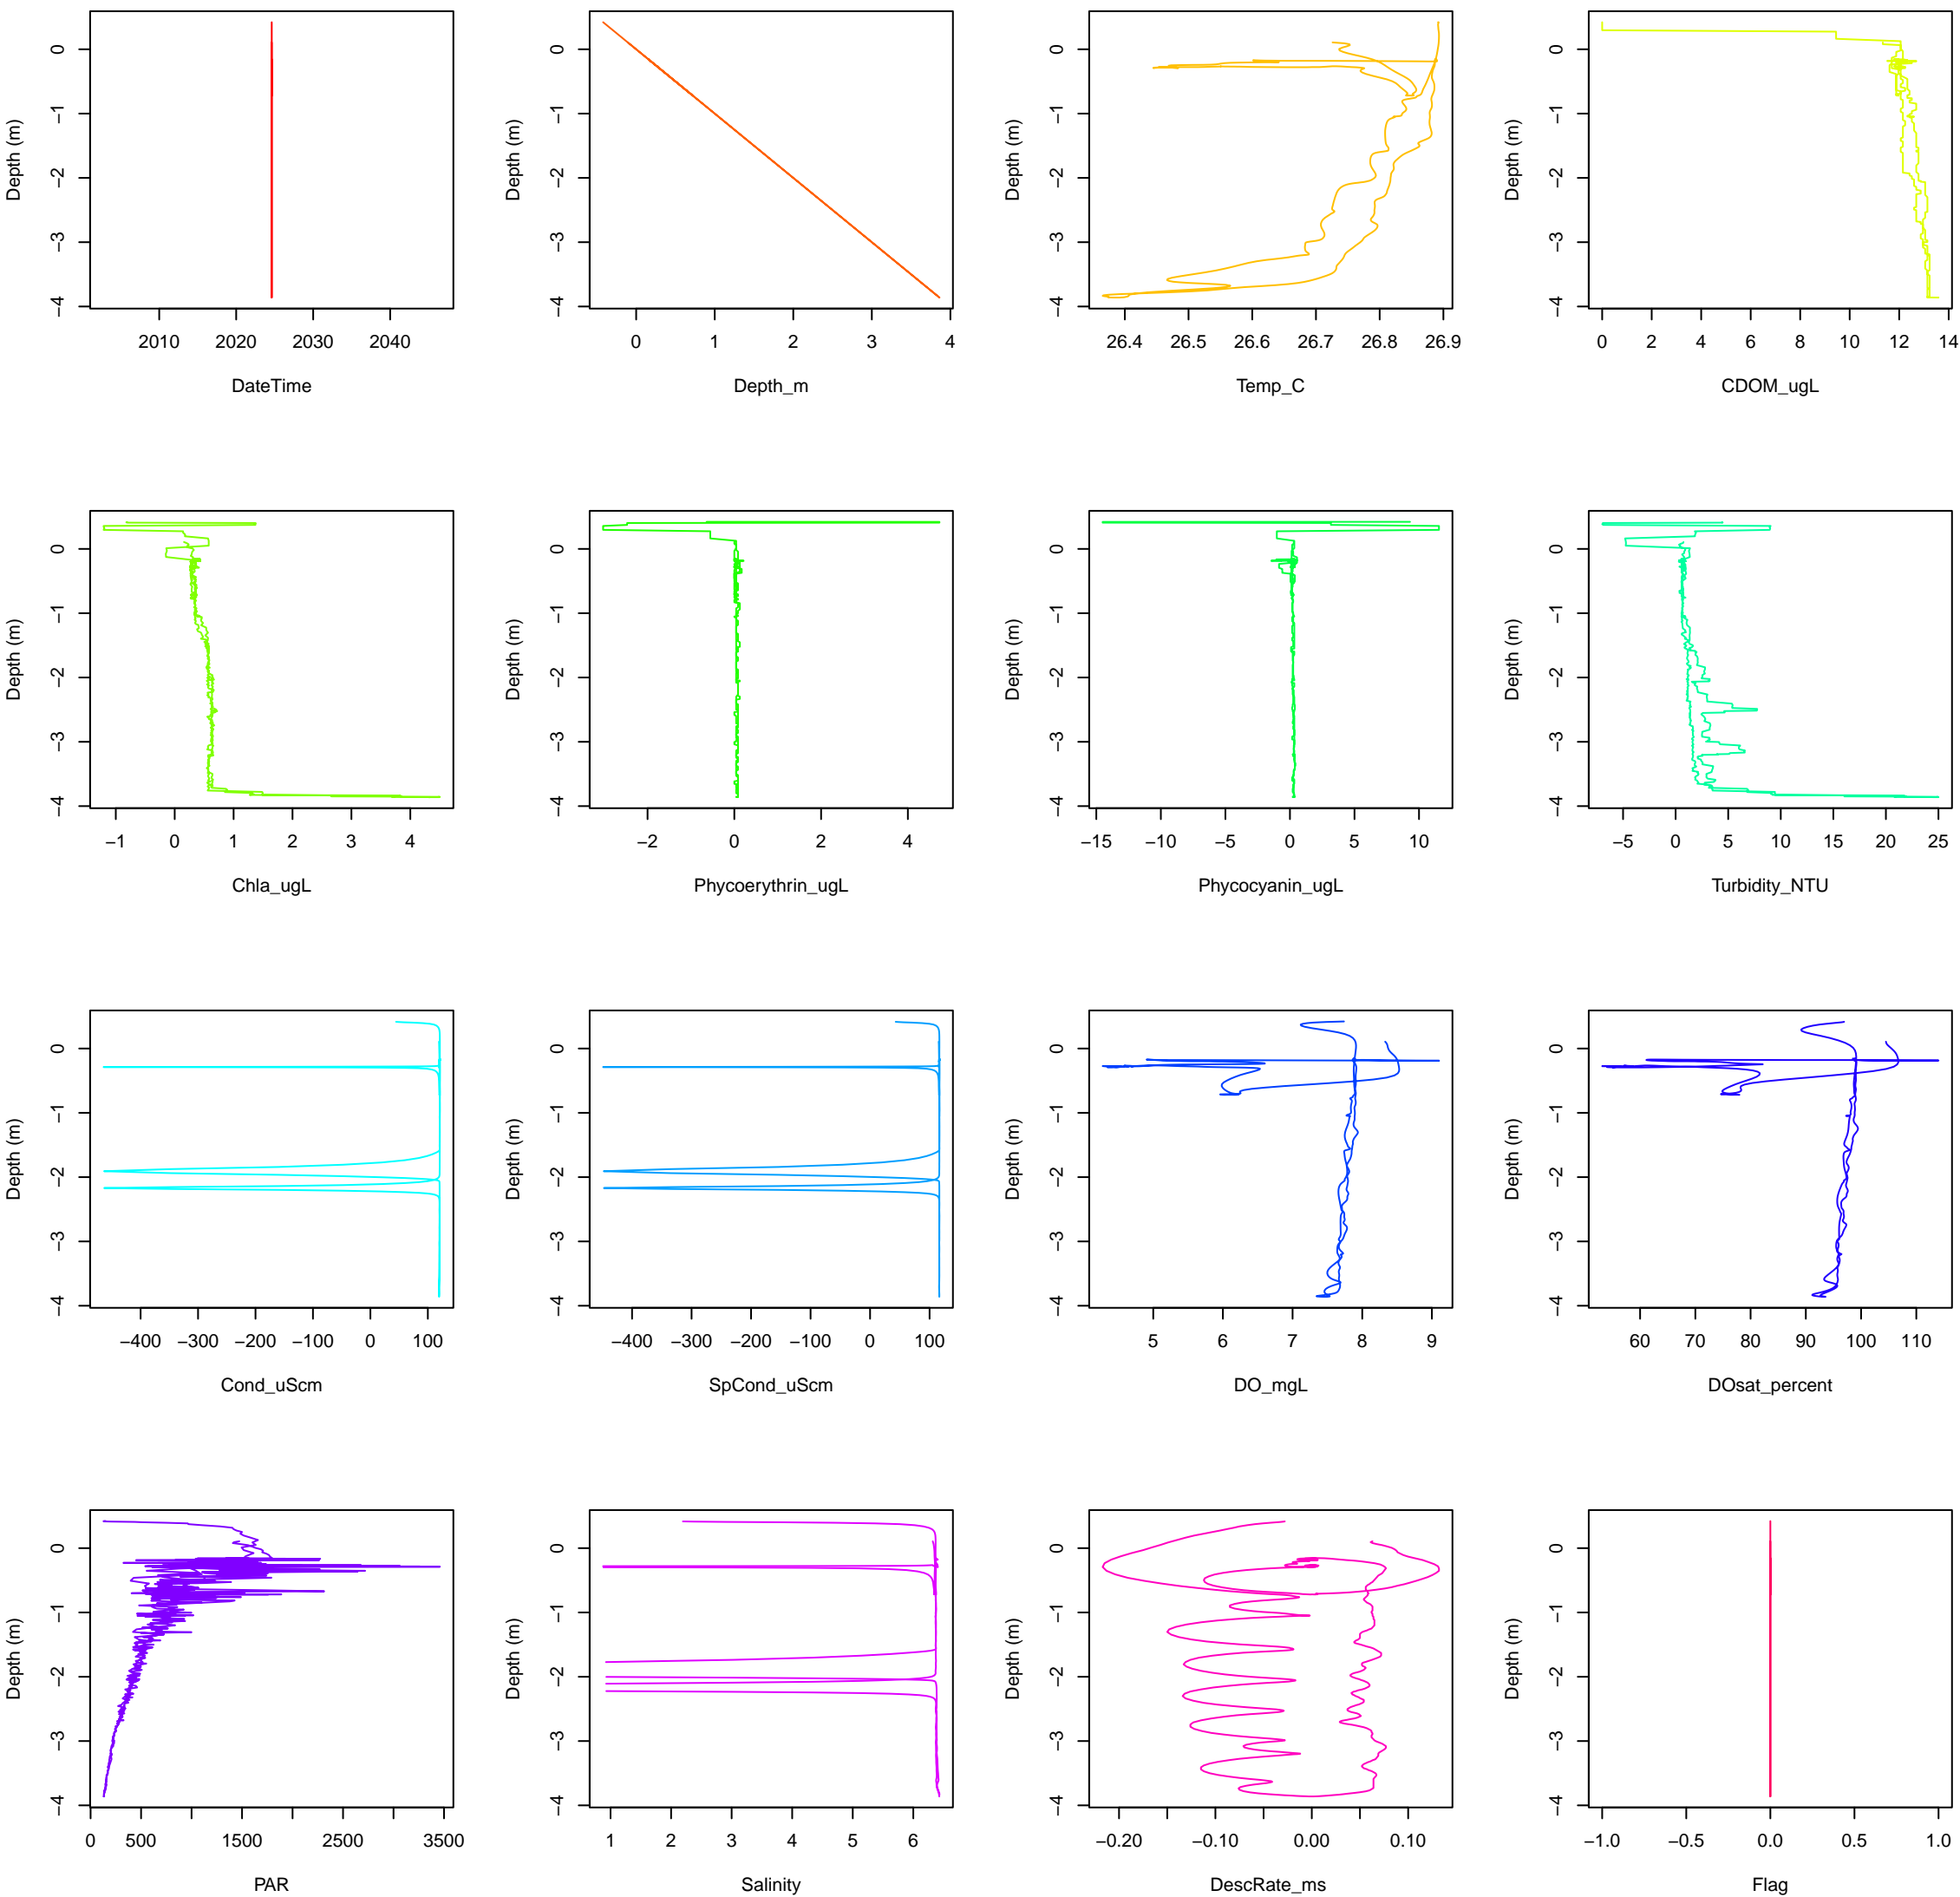 Depth (m)
0
−1
−2
−3
−4
2010 2020 2030 2040
DateTime
Depth (m)
0
−1
−2
−3
−4
0 1 2 3 4
Depth_m
Depth (m)
0
−1
−2
−3
−4
26.4 26.5 26.6 26.7 26.8 26.9
Temp_C
Depth (m)
0
−1
−2
−3
−4
0 2 4 6 8 10 12 14
CDOM_ugL
Depth (m)
0
−1
−2
−3
−4
−1 0 1 2 3 4
Chla_ugL
Depth (m)
0
−1
−2
−3
−4
−2 0 2 4
Phycoerythrin_ugL
Depth (m)
0
−1
−2
−3
−4
−15 −10 −5 0 5 10
Phycocyanin_ugL
Depth (m)
0
−1
−2
−3
−4
−5 0 5 10 15 20 25
Turbidity_NTU
Depth (m)
0
−1
−2
−3
−4
−400 −300 −200 −100 0 100
Cond_uScm
Depth (m)
0
−1
−2
−3
−4
−400 −300 −200 −100 0 100
SpCond_uScm
Depth (m)
0
−1
−2
−3
−4
5 6 7 8 9
DO_mgL
Depth (m)
0
−1
−2
−3
−4
60 70 80 90 100 110
DOsat_percent
Depth (m)
0
−1
−2
−3
−4
0 500 1500 2500 3500
PAR
Depth (m)
0
−1
−2
−3
−4
1 2 3 4 5 6
Salinity
Depth (m)
0
−1
−2
−3
−4
−0.20 −0.10 0.00 0.10
DescRate_ms
Depth (m)
0
−1
−2
−3
−4
−1.0 −0.5 0.0 0.5 1.0
Flag